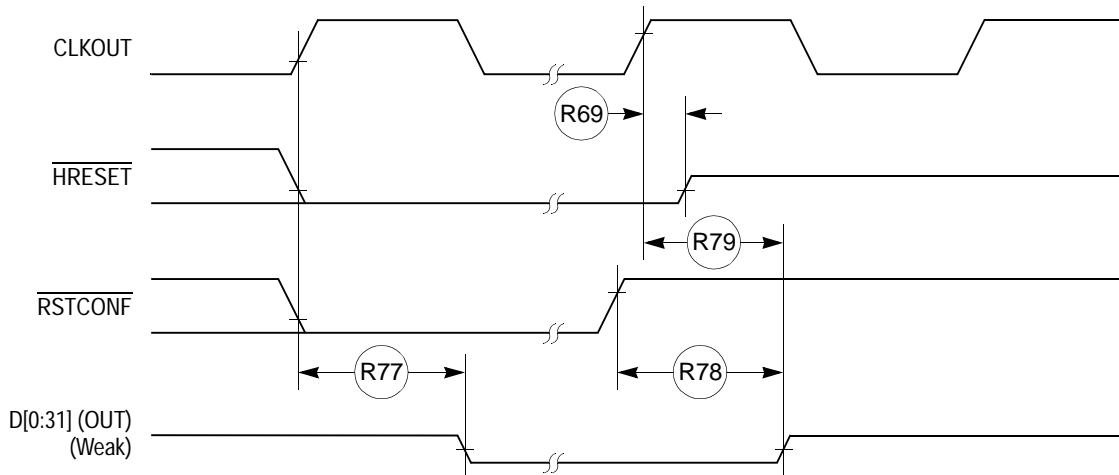 CLKOUT
R69
HRESET
R79
RSTCONF
R77
R78
D[0:31] (OUT)
(Weak)